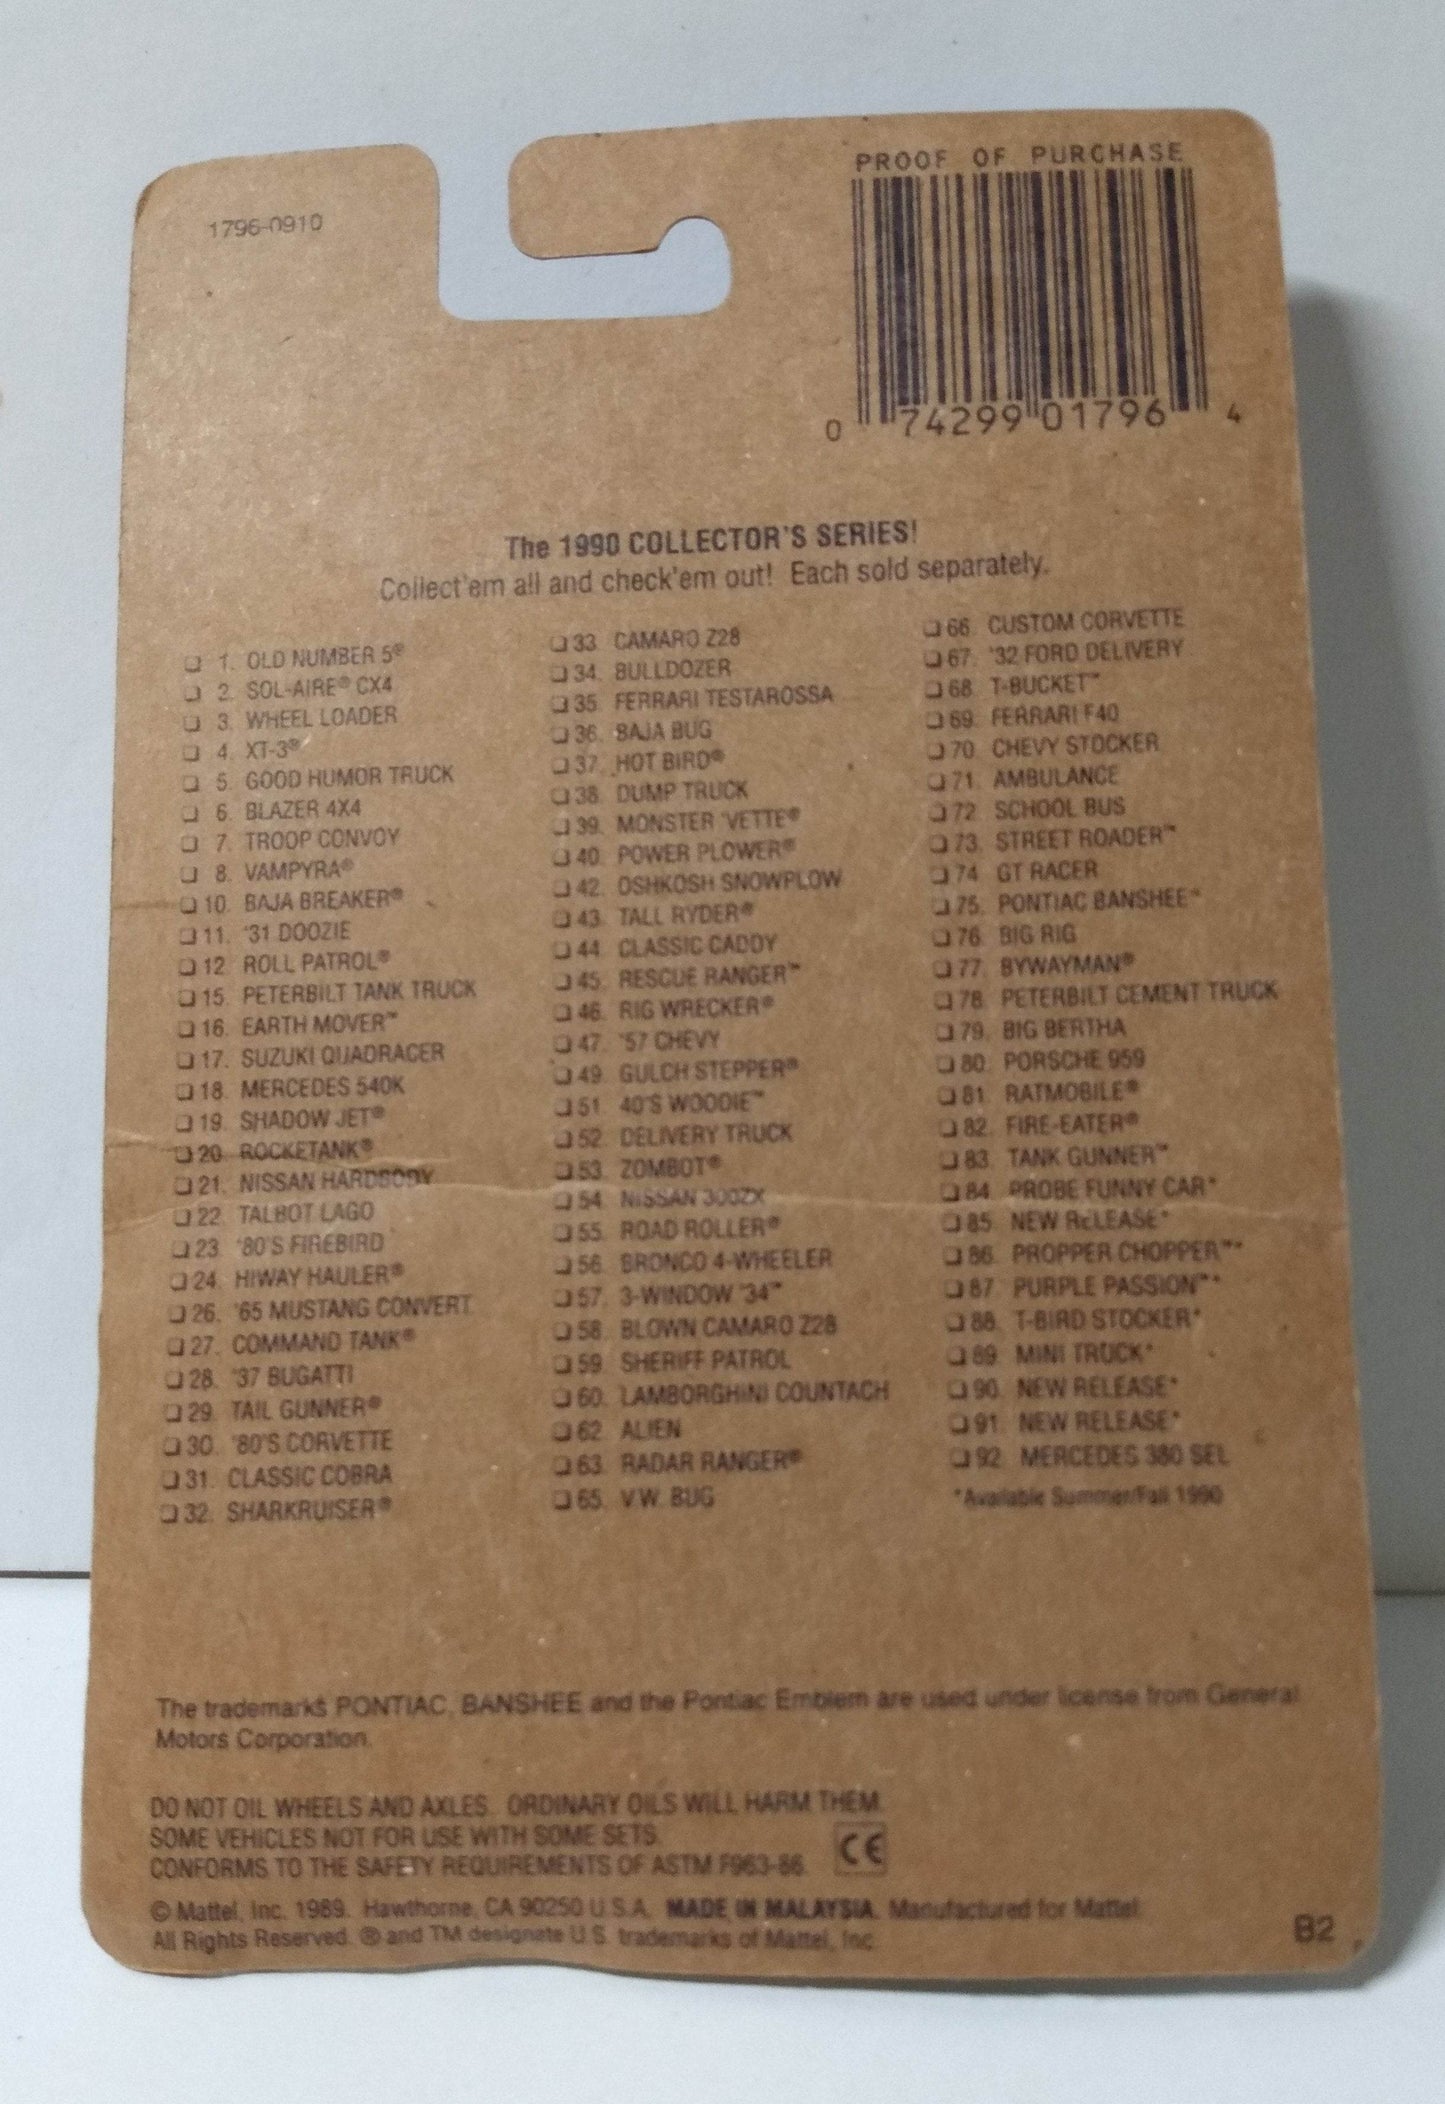 PROOF OF PURCHASE
1796-0910
0 74299 01796 4
The 1990 COLLECTOR'S SERIES!
Collect'em all and check'em out! Each sold separately.
❏ 1. OLD NUMBER 5®
❏ 2. SOL-AIRE® CX4
❏ 3. WHEEL LOADER
❏ 4. XT-3®
❏ 5. GOOD HUMOR TRUCK
❏ 6. BLAZER 4X4
❏ 7. TROOP CONVOY
❏ 8. VAMPYRA®
❏ 10. BAJA BREAKER®
❏ 11. '31 DOOZIE
❏ 12. ROLL PATROL®
❏ 15. PETERBILT TANK TRUCK
❏ 16. EARTH MOVER™
❏ 17. SUZUKI QUADRACER
❏ 18. MERCEDES 540K
❏ 19. SHADOW JET®
❏ 20. ROCKETANK®
❏ 21. NISSAN HARDBODY
❏ 22. TALBOT LAGO
❏ 23. '80'S FIREBIRD
❏ 24. HIWAY HAULER®
❏ 26. '65 MUSTANG CONVERT.
❏ 27. COMMAND TANK®
❏ 28. '37 BUGATTI
❏ 29. TAIL GUNNER®
❏ 30. '80'S CORVETTE
❏ 31. CLASSIC COBRA
❏ 32. SHARKRUISER®
❏ 33. CAMARO Z28
❏ 34. BULLDOZER
❏ 35. FERRARI TESTAROSSA
❏ 36. BAJA BUG
❏ 37. HOT BIRD®
❏ 38. DUMP TRUCK
❏ 39. MONSTER 'VETTE®
❏ 40. POWER PLOWER®
❏ 42. OSHKOSH SNOWPLOW
❏ 43. TALL RYDER®
❏ 44. CLASSIC CADDY
❏ 45. RESCUE RANGER™
❏ 46. RIG WRECKER®
❏ 47. '57 CHEVY
❏ 49. GULCH STEPPER®
❏ 51. 40'S WOODIE™
❏ 52. DELIVERY TRUCK
❏ 53. ZOMBOT®
❏ 54. NISSAN 300ZX
❏ 55. ROAD ROLLER®
❏ 56. BRONCO 4-WHEELER
❏ 57. 3-WINDOW '34™
❏ 58. BLOWN CAMARO Z28
❏ 59. SHERIFF PATROL
❏ 60. LAMBORGHINI COUNTACH
❏ 62. ALIEN
❏ 63. RADAR RANGER®
❏ 65. V.W. BUG
❏ 66. CUSTOM CORVETTE
❏ 67. '32 FORD DELIVERY
❏ 68. T-BUCKET™
❏ 69. FERRARI F40
❏ 70. CHEVY STOCKER
❏ 71. AMBULANCE
❏ 72. SCHOOL BUS
❏ 73. STREET ROADER™
❏ 74. GT RACER
❏ 75. PONTIAC BANSHEE™
❏ 76. BIG RIG
❏ 77. BYWAYMAN®
❏ 78. PETERBILT CEMENT TRUCK
❏ 79. BIG BERTHA
❏ 80. PORSCHE 959
❏ 81. RATMOBILE®
❏ 82. FIRE-EATER®
❏ 83. TANK GUNNER™
❏ 84. PROBE FUNNY CAR*
❏ 85. NEW RELEASE*
❏ 86. PROPPER CHOPPER™*
❏ 87. PURPLE PASSION™*
❏ 88. T-BIRD STOCKER*
❏ 89. MINI TRUCK*
❏ 90. NEW RELEASE*
❏ 91. NEW RELEASE*
❏ 92. MERCEDES 380 SEL
*Available Summer/Fall 1990
The trademarks PONTIAC, BANSHEE and the Pontiac Emblem are used under license from General
Motors Corporation.
DO NOT OIL WHEELS AND AXLES. ORDINARY OILS WILL HARM THEM.
SOME VEHICLES NOT FOR USE WITH SOME SETS.
CONFORMS TO THE SAFETY REQUIREMENTS OF ASTM F963-86. CE
© Mattel, Inc. 1989. Hawthorne, CA 90250 U.S.A. MADE IN MALAYSIA. Manufactured for Mattel.
All Rights Reserved. ® and TM designate U.S. trademarks of Mattel, Inc.
B2